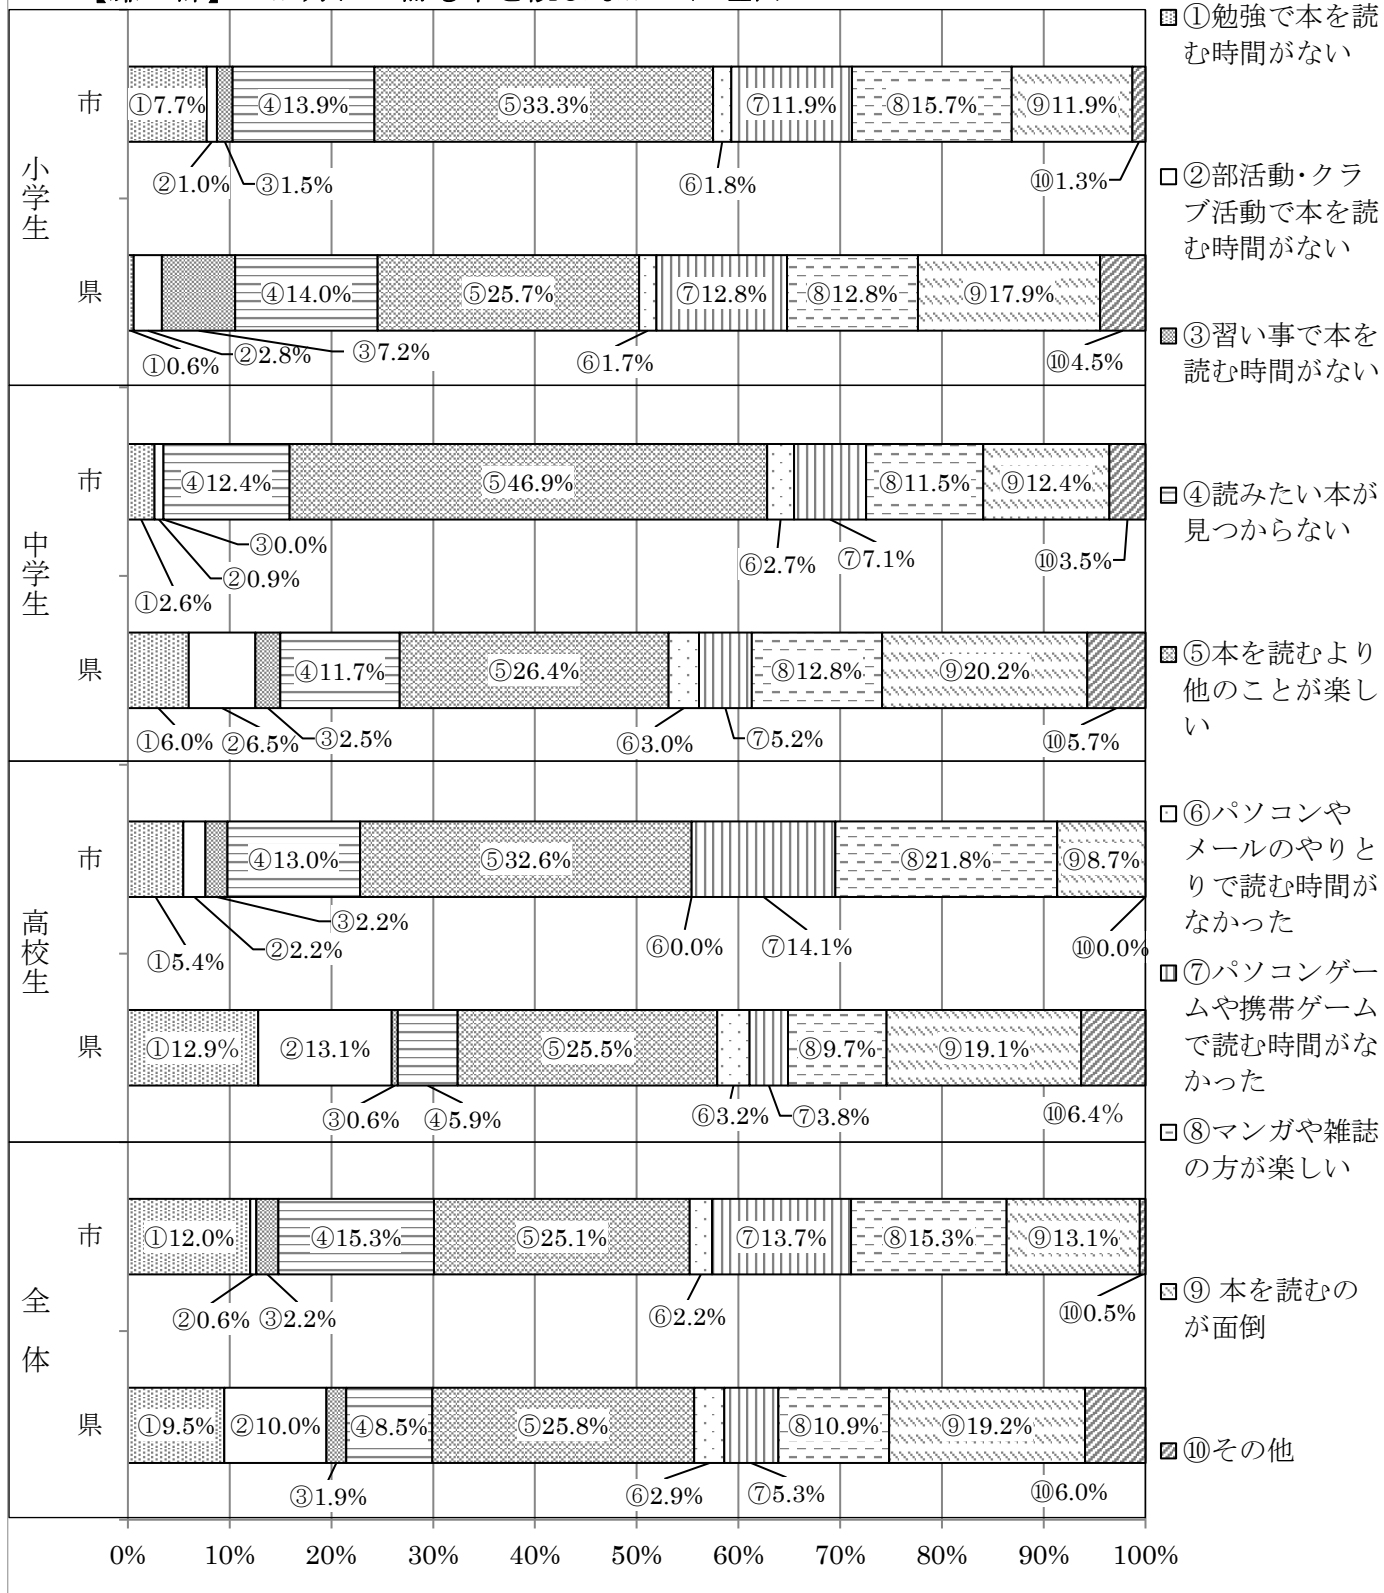 小学生
市
①7.7%
④13.9%
⑤33.3%
⑦11.9%
⑧15.7%
⑨11.9%
②1.0%
③1.5%
⑥1.8%
⑩1.3%
県
④14.0%
⑤25.7%
⑦12.8%
⑧12.8%
⑨17.9%
①0.6%
②2.8%
③7.2%
⑥1.7%
⑩4.5%
中学生
市
④12.4%
⑤46.9%
⑧11.5%
⑨12.4%
③0.0%
②0.9%
①2.6%
⑥2.7%
⑦7.1%
⑩3.5%
県
④11.7%
⑤26.4%
⑧12.8%
⑨20.2%
①6.0%
②6.5%
③2.5%
⑥3.0%
⑦5.2%
⑩5.7%
高校生
市
④13.0%
⑤32.6%
⑧21.8%
⑨8.7%
③2.2%
②2.2%
①5.4%
⑥0.0%
⑦14.1%
⑩0.0%
県
①12.9%
②13.1%
⑤25.5%
⑧9.7%
⑨19.1%
③0.6%
④5.9%
⑥3.2%
⑦3.8%
⑩6.4%
全体
市
①12.0%
④15.3%
⑤25.1%
⑦13.7%
⑧15.3%
⑨13.1%
②0.6%
③2.2%
⑥2.2%
⑩0.5%
県
①9.5%
②10.0%
④8.5%
⑤25.8%
⑧10.9%
⑨19.2%
③1.9%
⑥2.9%
⑦5.3%
⑩6.0%
0%
10%
20%
30%
40%
50%
60%
70%
80%
90%
100%
①勉強で本を読
む時間がない
②部活動・クラ
ブ活動で本を読
む時間がない
③習い事で本を
読む時間がない
④読みたい本が
見つからない
⑤本を読むより
他のことが楽し
い
⑥パソコンや
メールのやりと
りで読む時間が
なかった
⑦パソコンゲー
ムや携帯ゲーム
で読む時間がな
かった
⑧マンガや雑誌
の方が楽しい
⑨ 本を読むの
が面倒
⑩その他